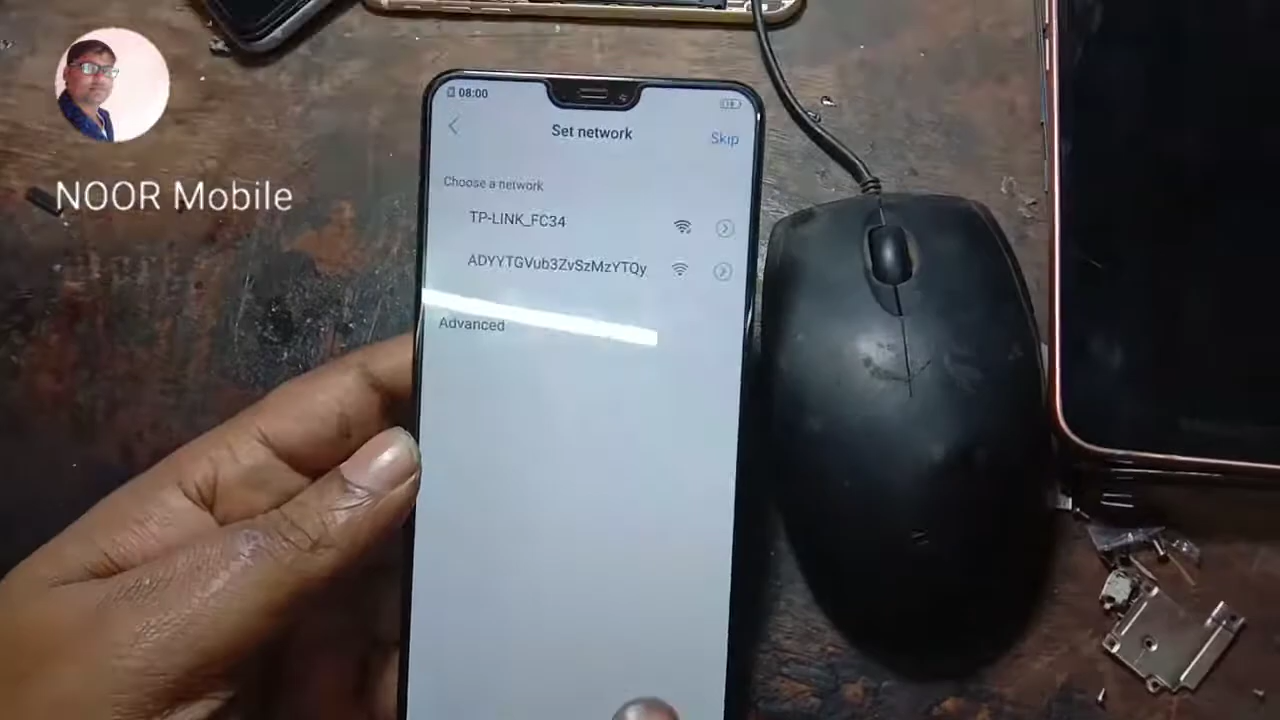 NOOR Mobile
08:00
Set network
Skip
Choose a network
TP-LINK_FC34
ADYYTGVub3ZvSzMzYTQy
Advanced